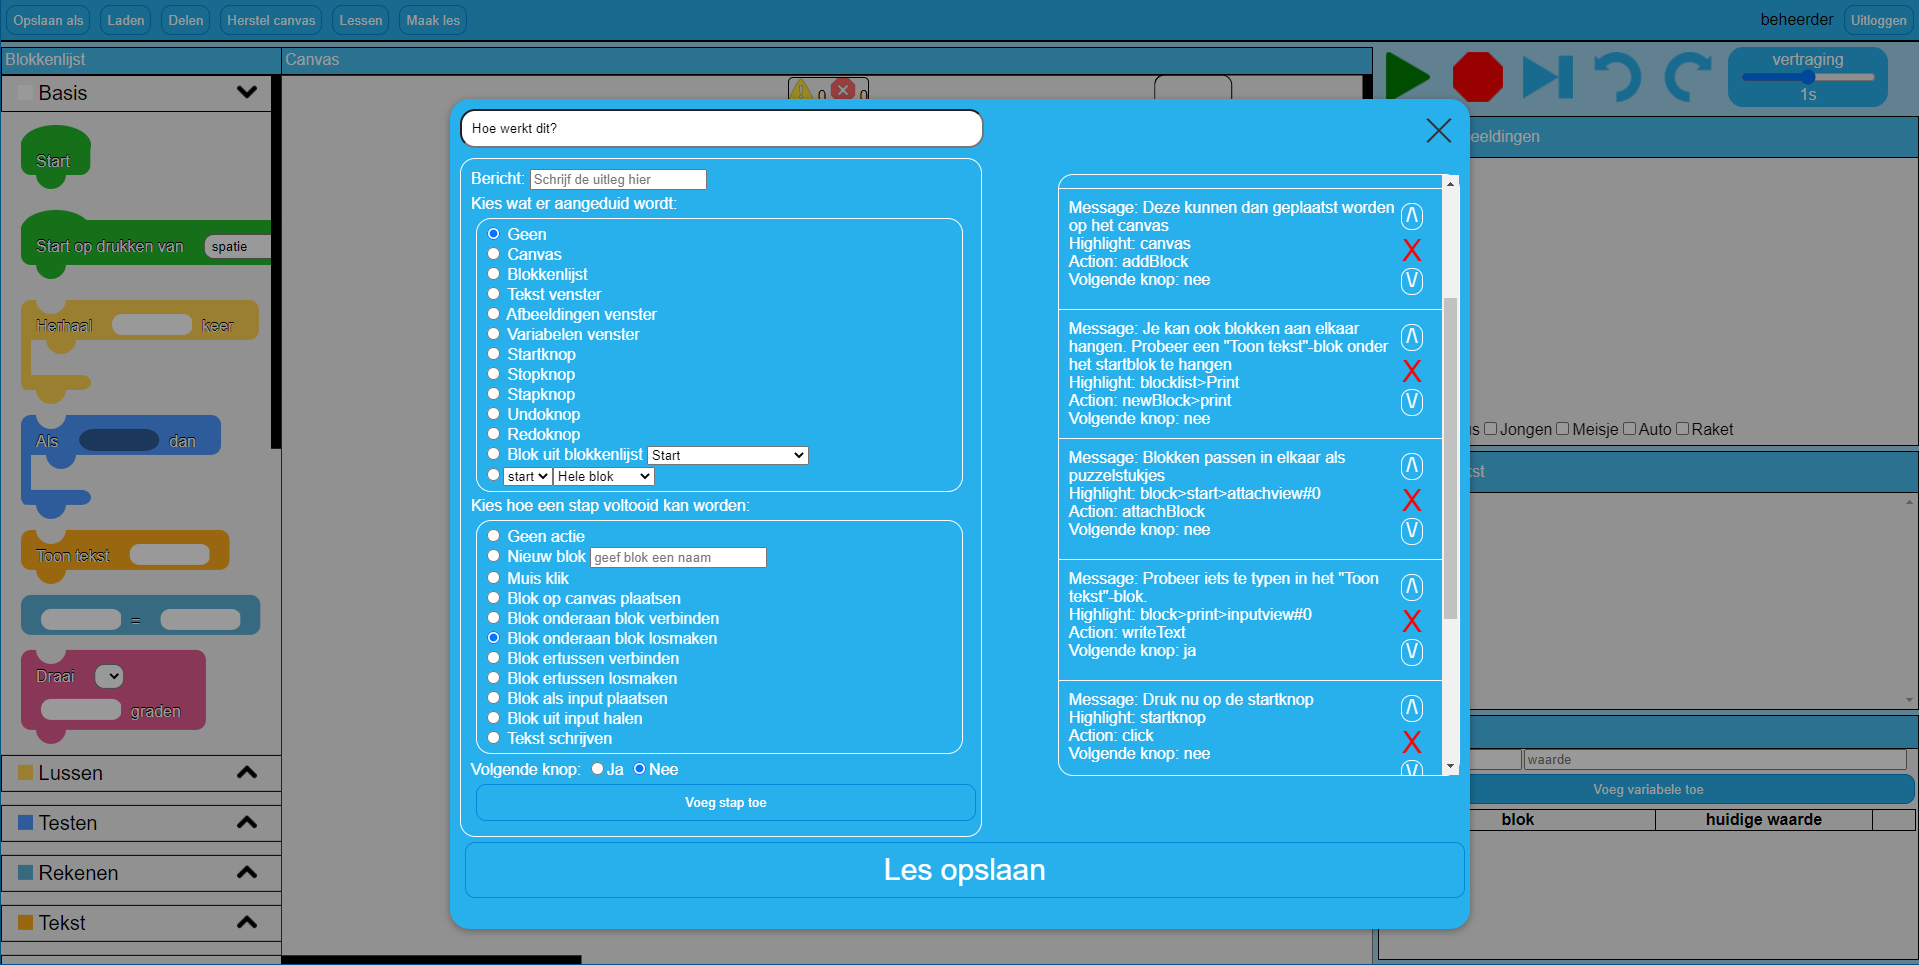 Opslaan als Laden Delen Herstel canvas Lessen Maak les beheerder Uitloggen
Blokkenlijst Canvas
vertraging
1s
Basis
Start
Start op drukken van spatie
Herhaal keer
Als dan
Toon tekst
=
Draai
graden
Lussen
Testen
Rekenen
Tekst
0 0
Hoe werkt dit?
Bericht: Schrijf de uitleg hier
Kies wat er aangeduid wordt:
Geen
Canvas
Blokkenlijst
Tekst venster
Afbeeldingen venster
Variabelen venster
Startknop
Stopknop
Stapknop
Undoknop
Redoknop
Blok uit blokkenlijst Start
start Hele blok
Kies hoe een stap voltooid kan worden:
Geen actie
Nieuw blok geef blok een naam
Muis klik
Blok op canvas plaatsen
Blok onderaan blok verbinden
Blok onderaan blok losmaken
Blok ertussen verbinden
Blok ertussen losmaken
Blok als input plaatsen
Blok uit input halen
Tekst schrijven
Volgende knop: Ja Nee
Voeg stap toe
Message: Deze kunnen dan geplaatst worden
op het canvas
Highlight: canvas
Action: addBlock
Volgende knop: nee
Λ
X
V
Message: Je kan ook blokken aan elkaar
hangen. Probeer een "Toon tekst"-blok onder
het startblok te hangen
Highlight: blocklist>Print
Action: newBlock>print
Volgende knop: nee
Λ
X
V
Message: Blokken passen in elkaar als
puzzelstukjes
Highlight: block>start>attachview#0
Action: attachBlock
Volgende knop: nee
Λ
X
V
Message: Probeer iets te typen in het "Toon
tekst"-blok.
Highlight: block>print>inputview#0
Action: writeText
Volgende knop: ja
Λ
X
V
Message: Druk nu op de startknop
Highlight: startknop
Action: click
Volgende knop: nee
Λ
X
V
Les opslaan
eeldingen
s Jongen Meisje Auto Raket
st
waarde
Voeg variabele toe
blok huidige waarde